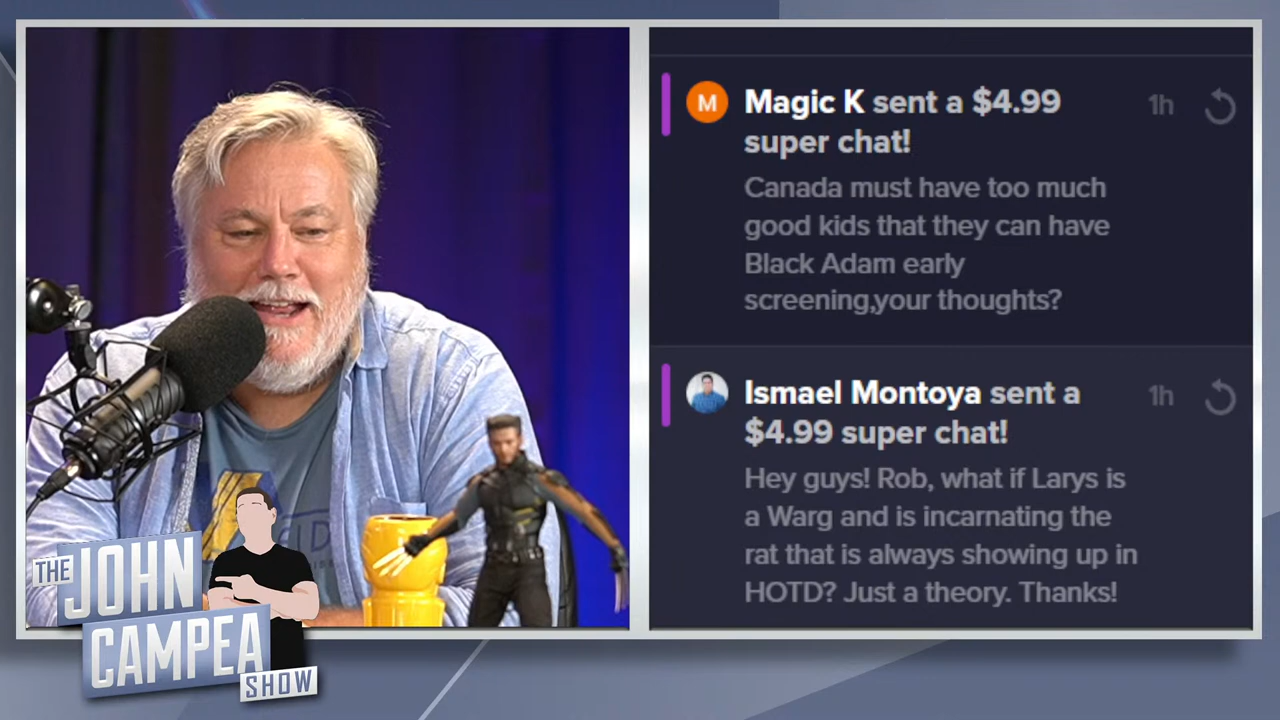 M
Magic K sent a $4.99
super chat!
1h
Canada must have too much
good kids that they can have
Black Adam early
screening,your thoughts?
Ismael Montoya sent a
$4.99 super chat!
1h
Hey guys! Rob, what if Larys is
a Warg and is incarnating the
rat that is always showing up in
HOTD? Just a theory. Thanks!
THE
JOHN
CAMPEA
SHOW